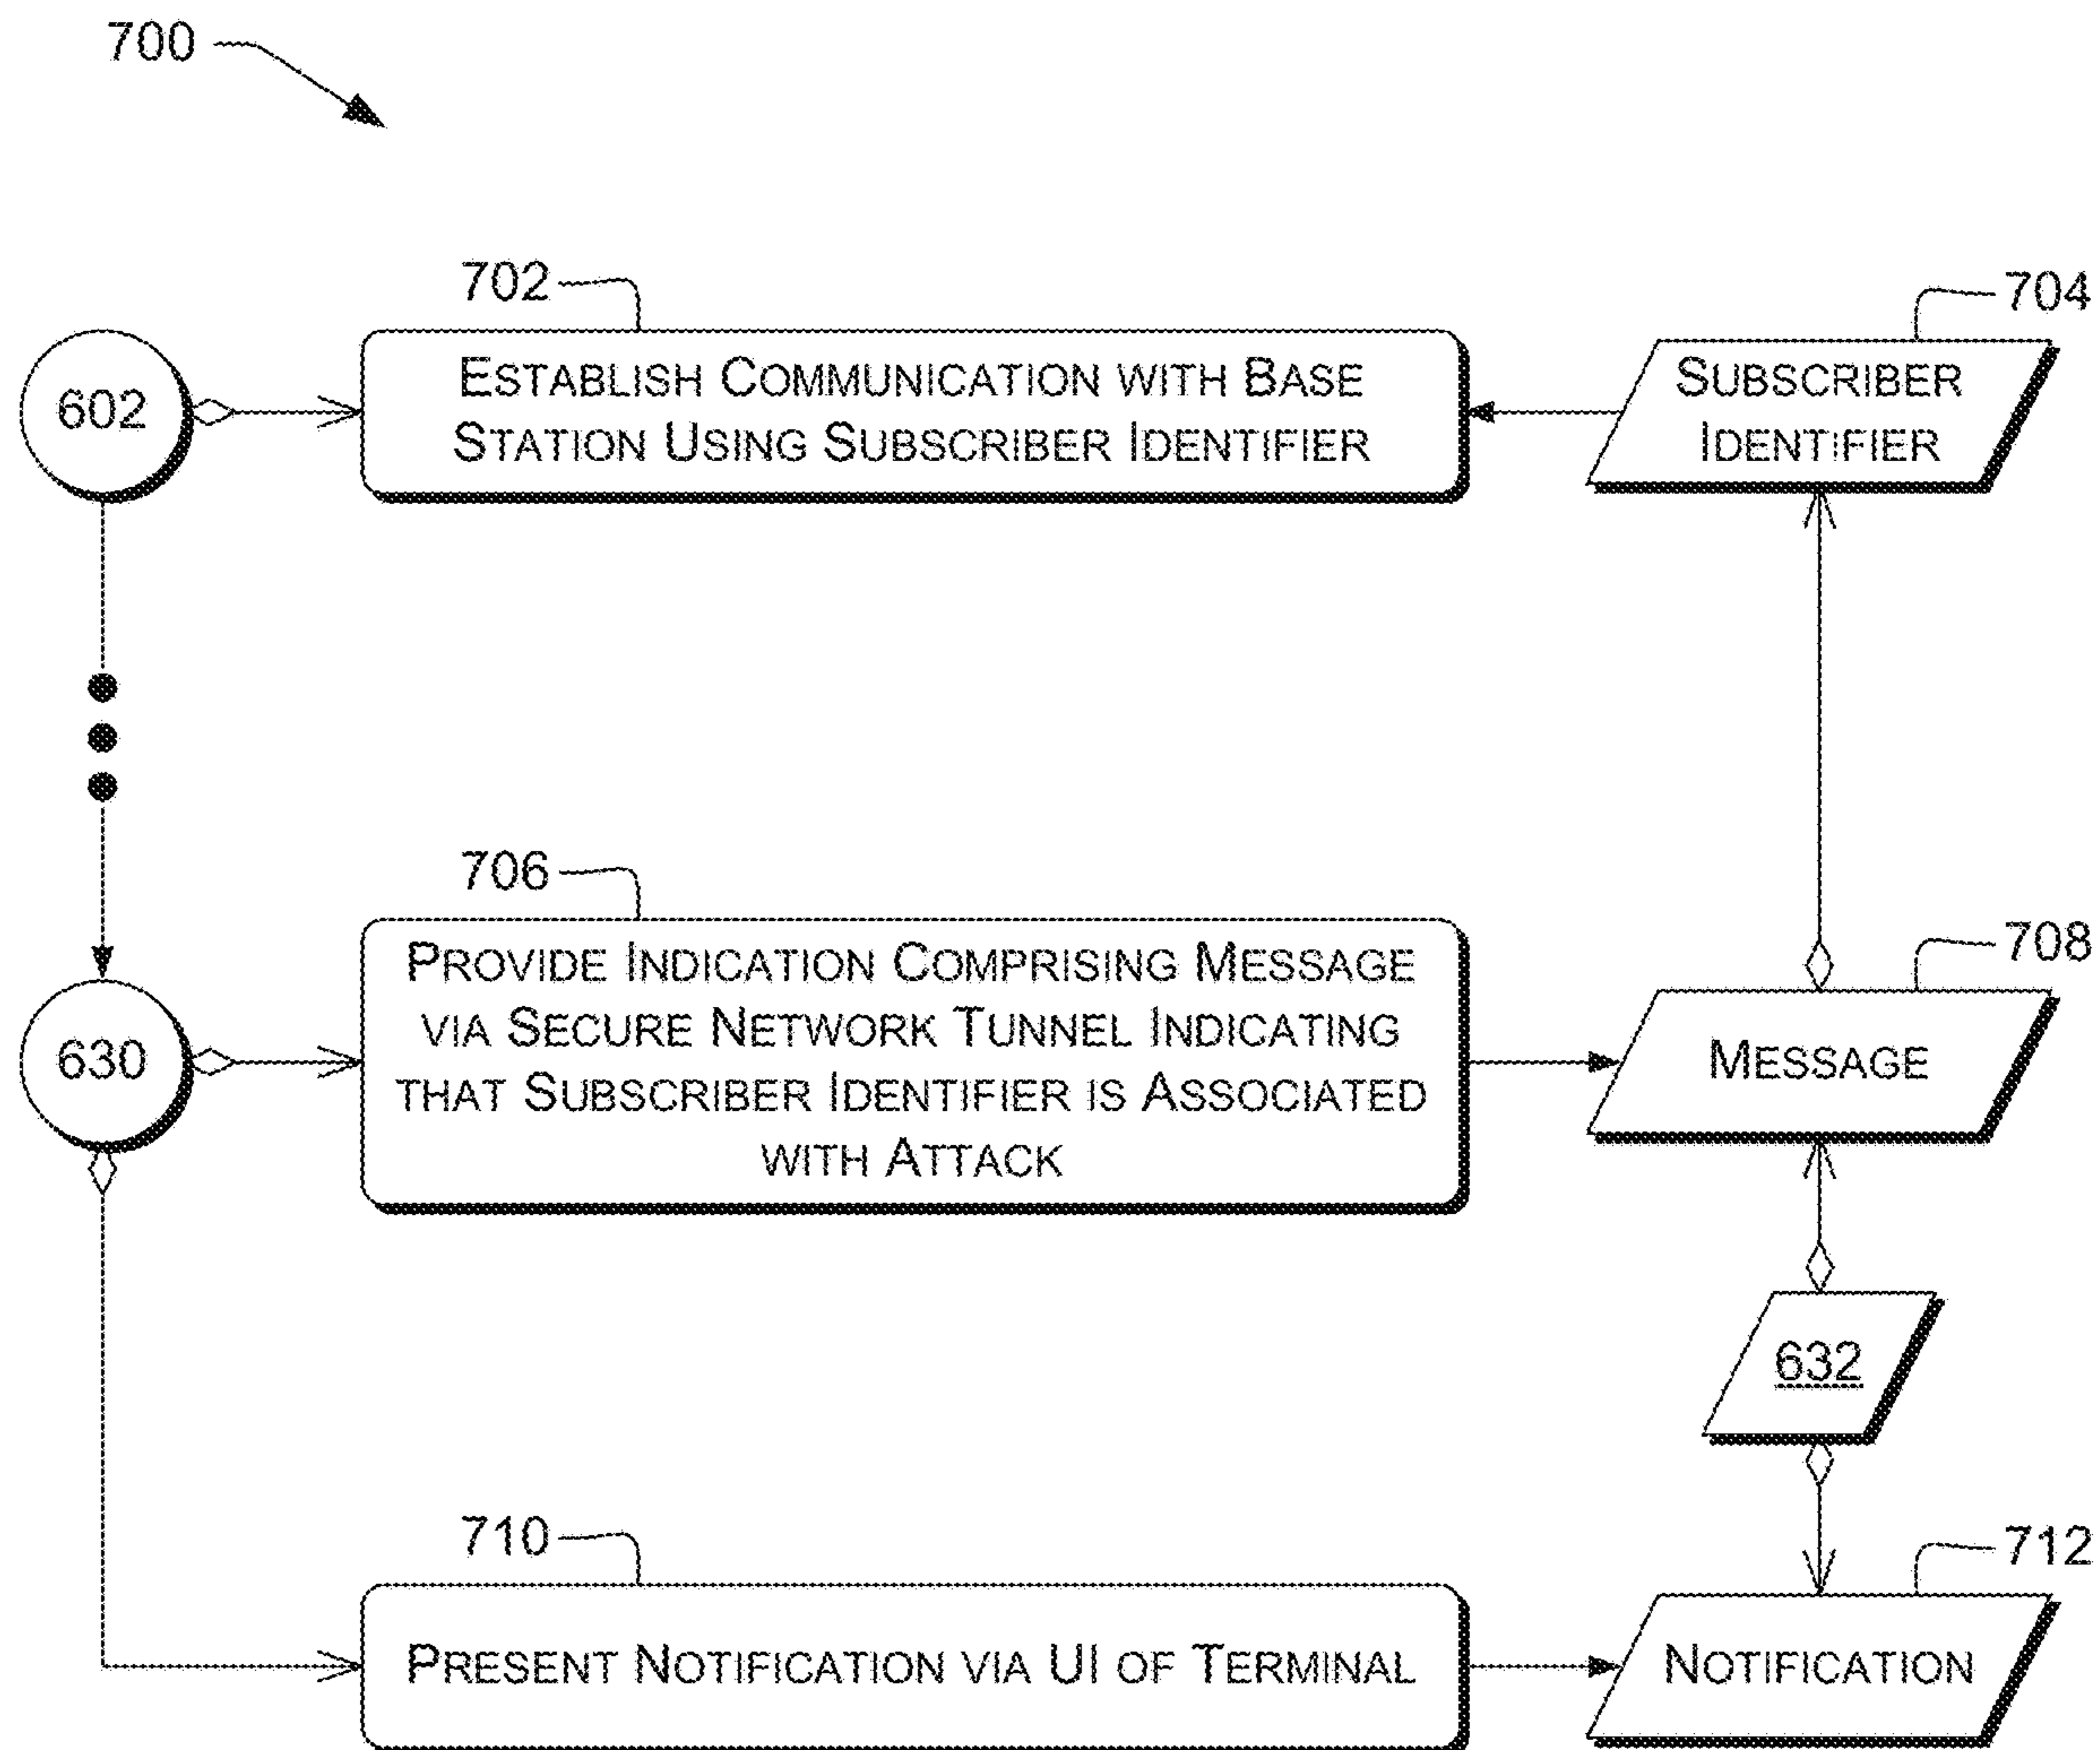 700
702
704
602
ESTABLISH COMMUNICATION WITH BASE
STATION USING SUBSCRIBER IDENTIFIER
SUBSCRIBER
IDENTIFIER
706
708
630
PROVIDE INDICATION COMPRISING MESSAGE
VIA SECURE NETWORK TUNNEL INDICATING
THAT SUBSCRIBER IDENTIFIER IS ASSOCIATED
WITH ATTACK
MESSAGE
632
710
712
PRESENT NOTIFICATION VIA UI OF TERMINAL
NOTIFICATION